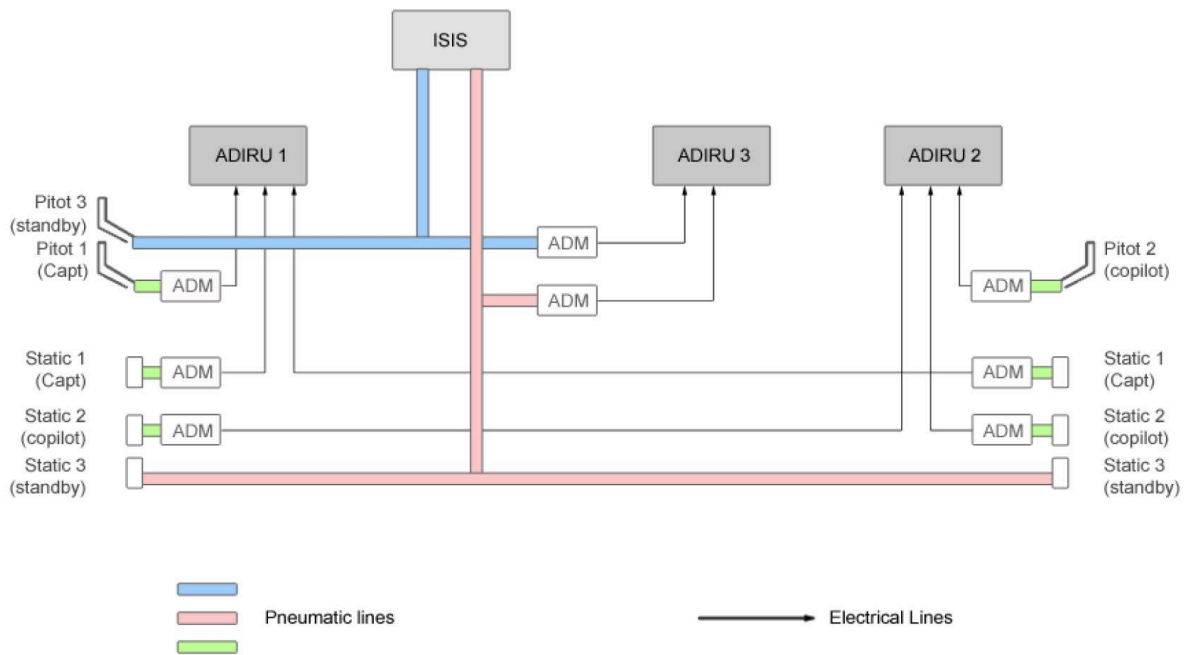 ISIS
ADIRU 1
ADIRU 3
ADIRU 2
Pitot 3
(standby)
Pitot 1
(Capt)
ADM
ADM
Pitot 2
(copilot)
ADM
ADM
Static 1
(Capt)
ADM
ADM
Static 1
(Capt)
Static 2
(copilot)
ADM
ADM
Static 2
(copilot)
Static 3
(standby)
Static 3
(standby)
Pneumatic lines
Electrical Lines